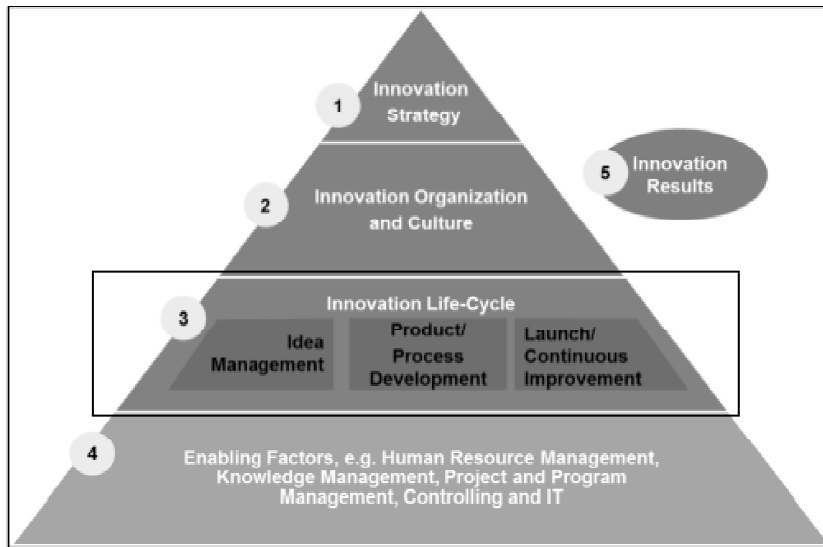 1
Innovation
Strategy
2
Innovation Organization
and Culture
5
Innovation
Results
3
Innovation Life-Cycle
Idea
Management
Product/
Process
Development
Launch/
Continuous
Improvement
4
Enabling Factors, e.g. Human Resource Management,
Knowledge Management, Project and Program
Management, Controlling and IT